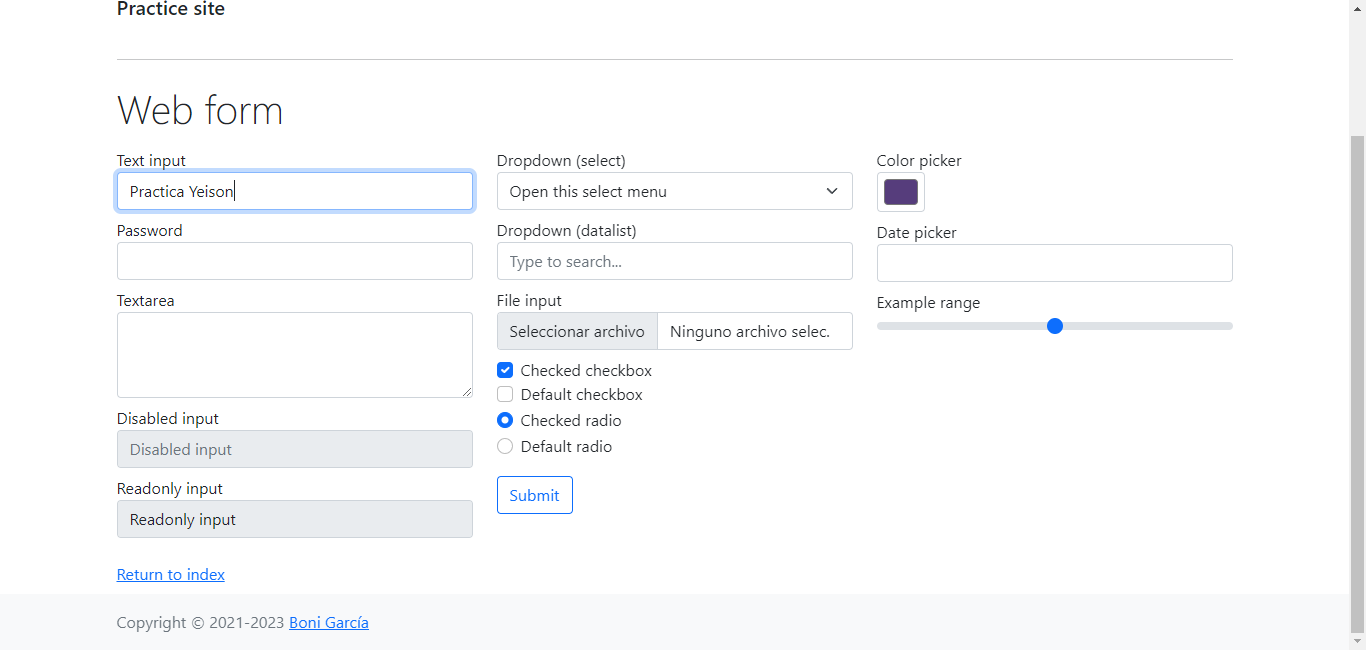 Practice site
Web form
Text input
Practica Yeison
Password
Textarea
Disabled input
Disabled input
Readonly input
Readonly input
Dropdown (select)
Open this select menu
Dropdown (datalist)
Type to search...
File input
Seleccionar archivo Ninguno archivo selec.
Checked checkbox
Default checkbox
Checked radio
Default radio
Submit
Color picker
Date picker
Example range
Return to index
Copyright © 2021-2023 Boni García